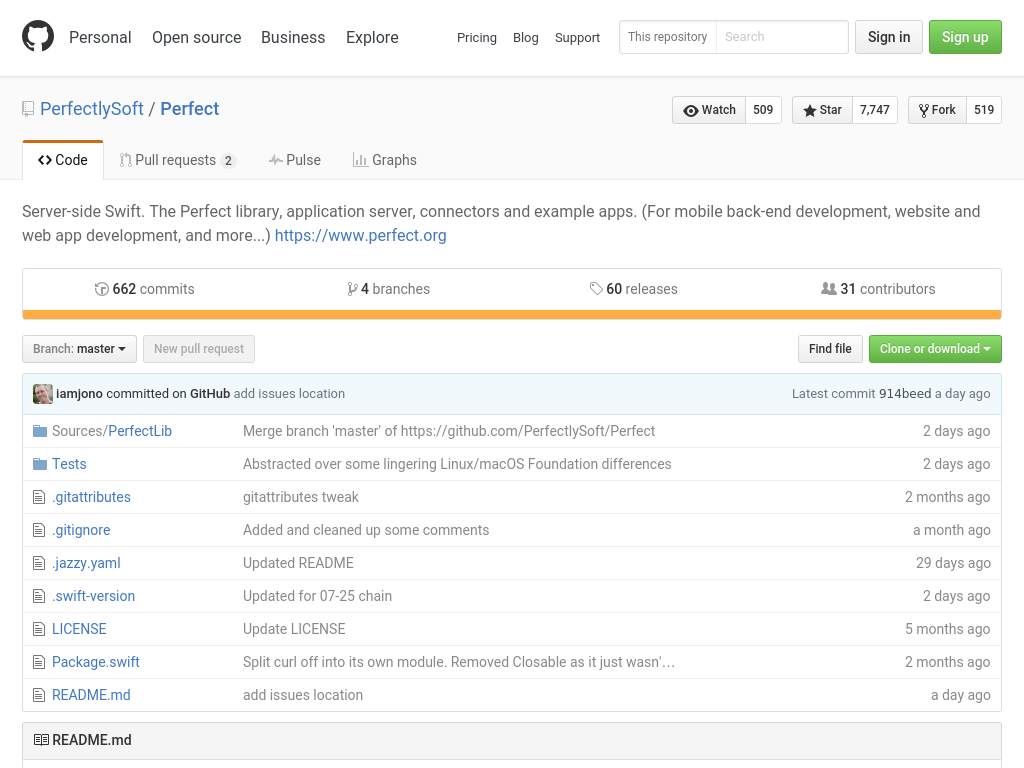 Personal Open source Business Explore Pricing Blog Support This repository Search Sign in Sign up
PerfectlySoft / Perfect Watch 509 Star 7,747 Fork 519
Code Pull requests 2 Pulse Graphs
Server-side Swift. The Perfect library, application server, connectors and example apps. (For mobile back-end development, website and
web app development, and more...) https://www.perfect.org
662 commits 4 branches 60 releases 31 contributors
Branch: master New pull request Find file Clone or download
iamjono committed on GitHub add issues location Latest commit 914beed a day ago
Sources/PerfectLib Merge branch 'master' of https://github.com/PerfectlySoft/Perfect 2 days ago
Tests Abstracted over some lingering Linux/macOS Foundation differences 2 days ago
.gitattributes gitattributes tweak 2 months ago
.gitignore Added and cleaned up some comments a month ago
.jazzy.yaml Updated README 29 days ago
.swift-version Updated for 07-25 chain 2 days ago
LICENSE Update LICENSE 5 months ago
Package.swift Split curl off into its own module. Removed Closable as it just wasn'… 2 months ago
README.md add issues location a day ago
README.md